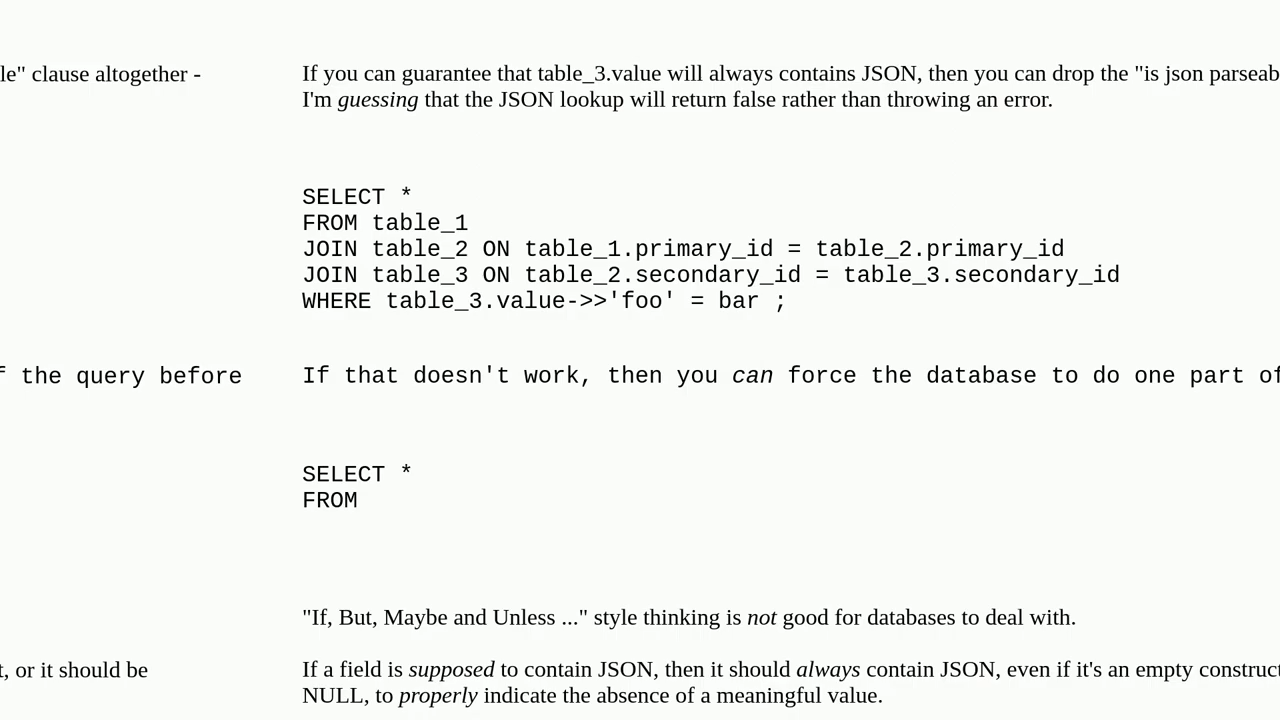 le" clause altogether -
If you can guarantee that table_3.value will always contains JSON, then you can drop the "is json parseab
I'm guessing that the JSON lookup will return false rather than throwing an error.
SELECT *
FROM table_1
JOIN table_2 ON table_1.primary_id = table_2.primary_id
JOIN table_3 ON table_2.secondary_id = table_3.secondary_id
WHERE table_3.value->>'foo' = bar ;
f the query before
If that doesn't work, then you can force the database to do one part of
SELECT *
FROM
"If, But, Maybe and Unless ..." style thinking is not good for databases to deal with.
t, or it should be
If a field is supposed to contain JSON, then it should always contain JSON, even if it's an empty construct
NULL, to properly indicate the absence of a meaningful value.